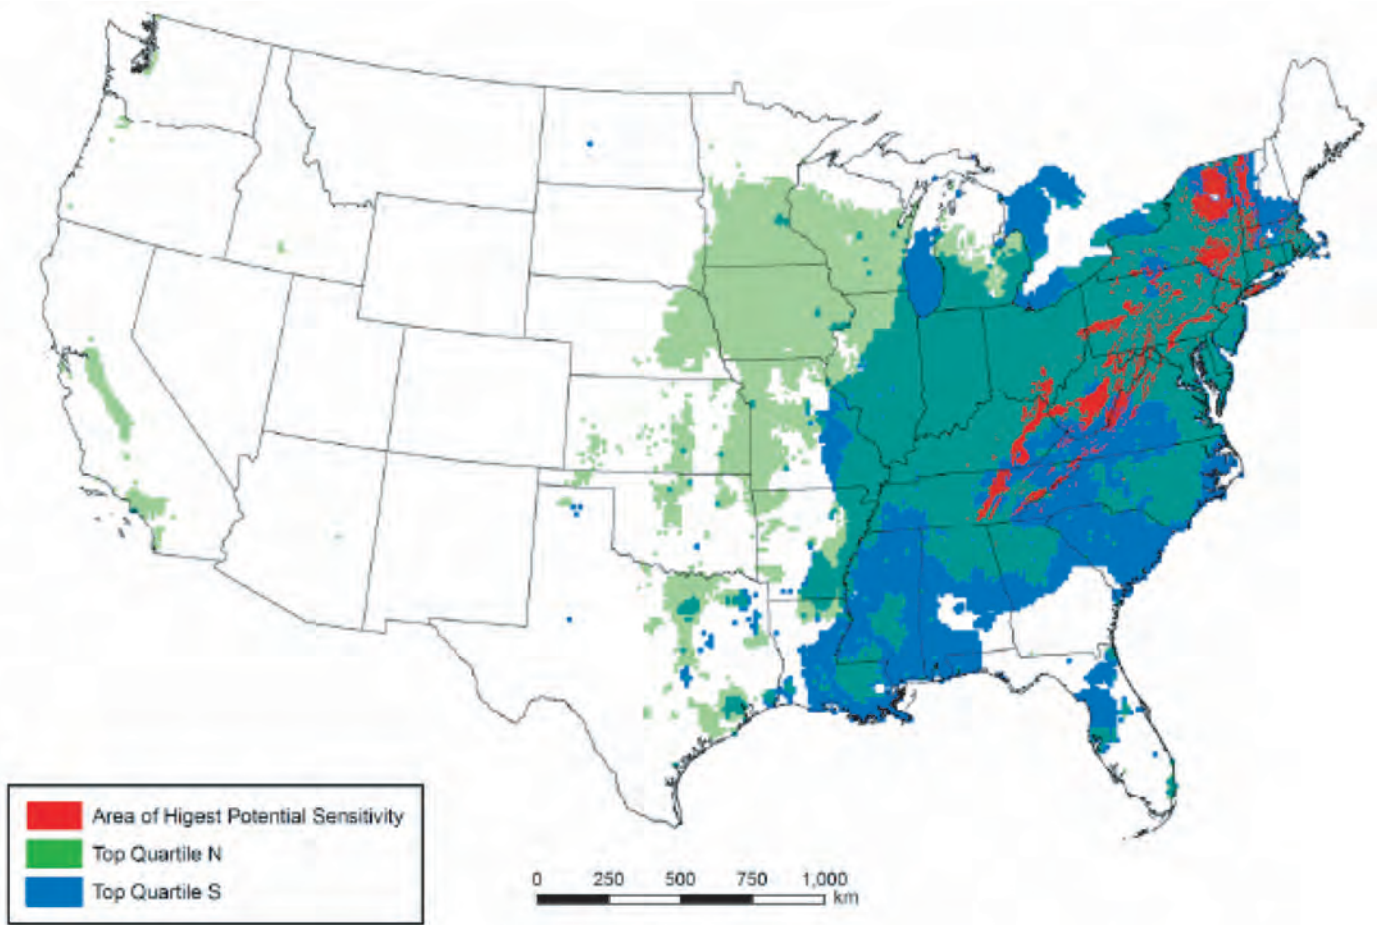 Area of Higest Potential Sensitivity
Top Quartile N
Top Quartile S
0 250 500 750 1,000
km